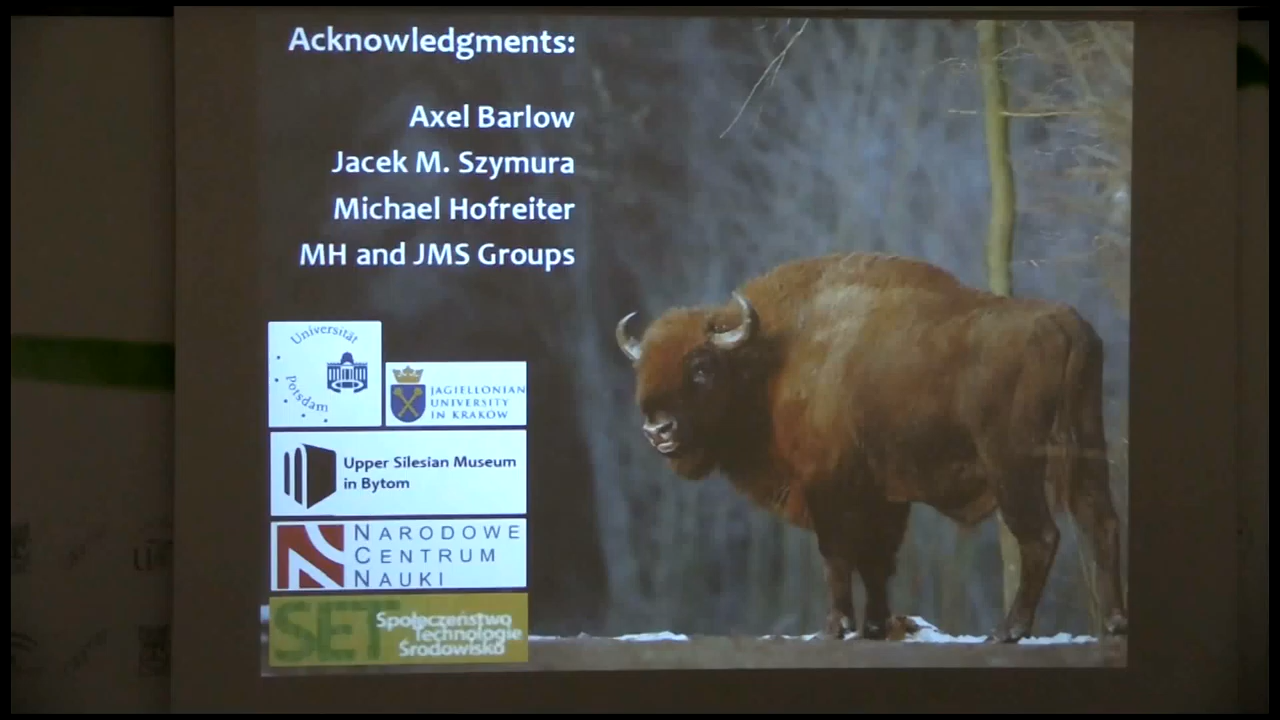 Acknowledgments:
Axel Barlow
Jacek M. Szymura
Michael Hofreiter
MH and JMS Groups
Universität
Potsdam
JAGIELLONIAN
UNIVERSITY
IN KRAKOW
Upper Silesian Museum
in Bytom
NARODOWE
CENTRUM
NAUKI
SET
Społeczeństwo
Technologie
Środowisko